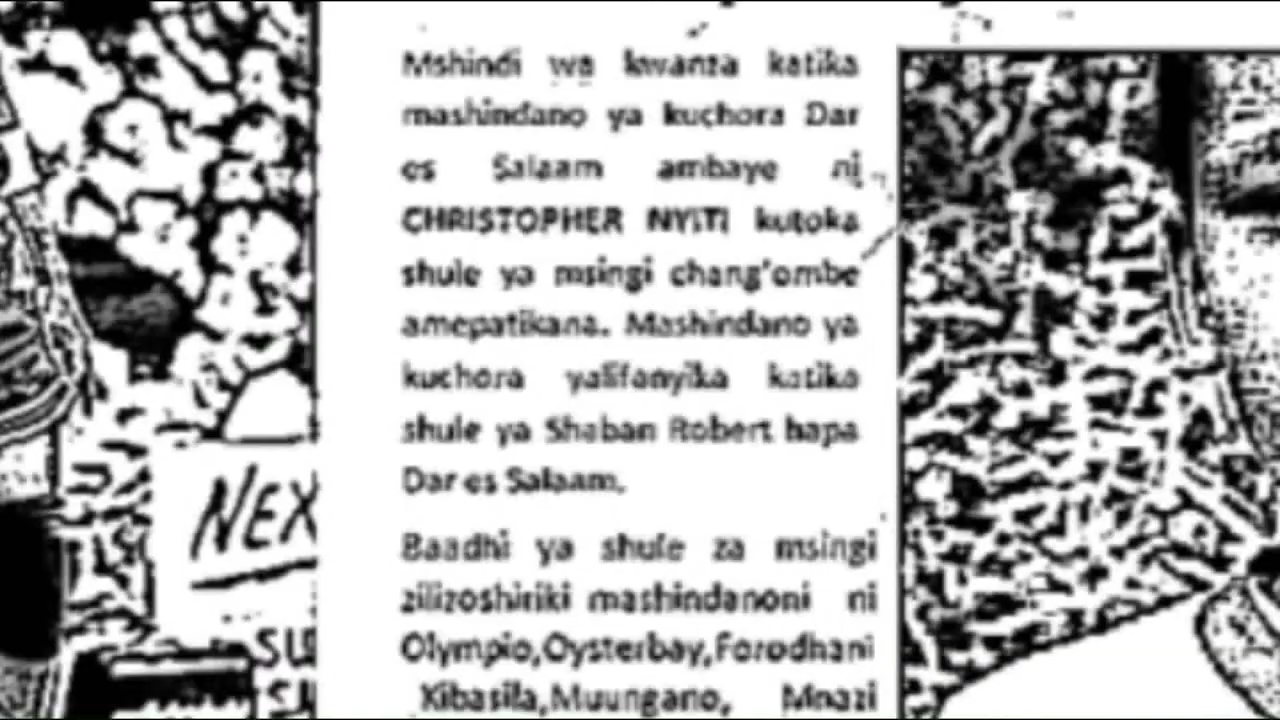 Mshindi wa kwanza katika
mashindano ya kuchora Dar
es Salaam ambaye ni
CHRISTOPHER NYITI kutoka
shule ya msingi chang'ombe
amepatikana. Mashindano ya
kuchora yalifanyika katika
shule ya Shaban Robert hapa
Dar es Salaam.
Baadhi ya shule za msingi
zilizoshiriki mashindanoni ni
Olympio,Oysterbay,Forodhani
Kibasila,Muungano, Mnazi
NEX
SU